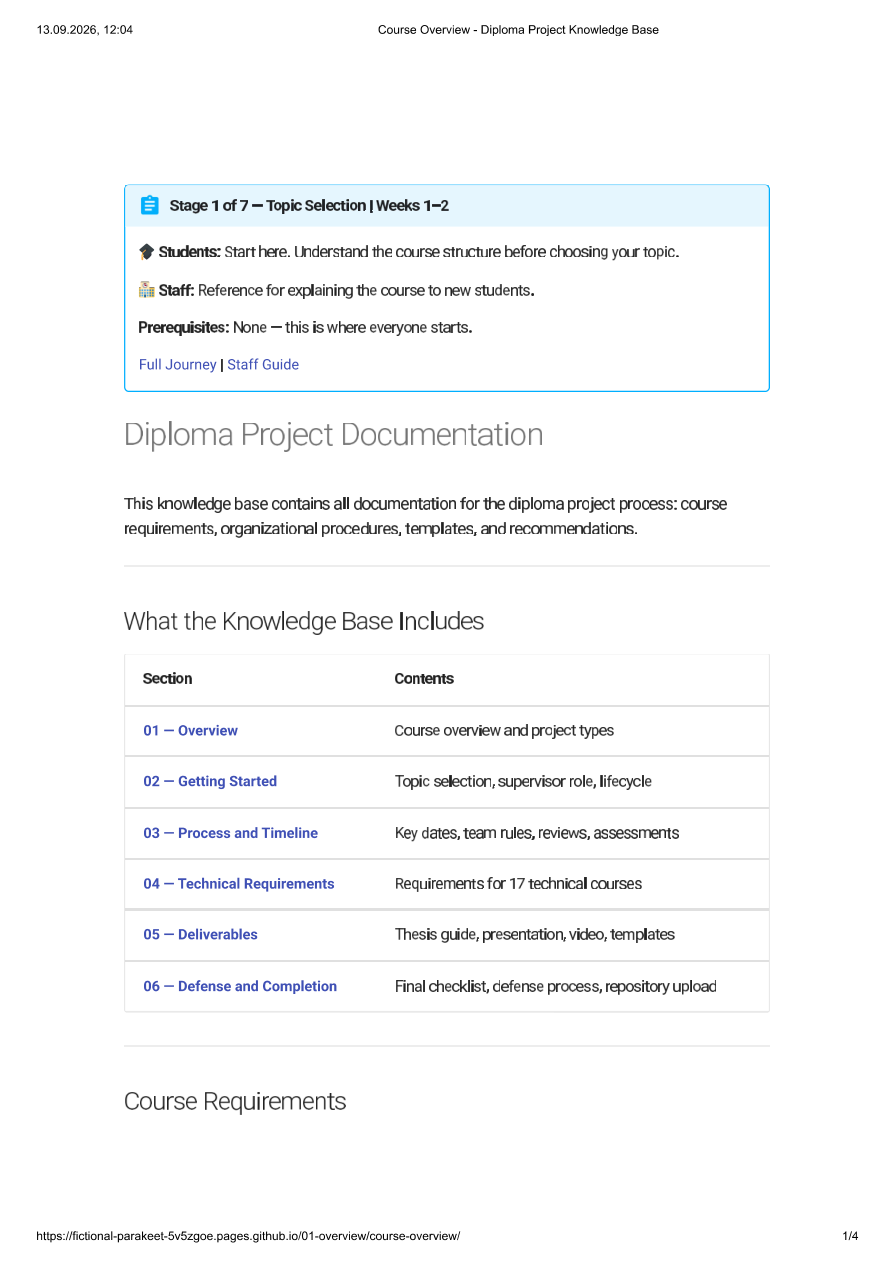 13.09.2026, 12:04 Course Overview - Diploma Project Knowledge Base
Stage 1 of 7 — Topic Selection | Weeks 1–2
🎓 Students: Start here. Understand the course structure before choosing your topic.
🏫 Staff: Reference for explaining the course to new students.
Prerequisites: None — this is where everyone starts.
Full Journey | Staff Guide
Diploma Project Documentation
This knowledge base contains all documentation for the diploma project process: course
requirements, organizational procedures, templates, and recommendations.
What the Knowledge Base Includes
Section Contents
01 — Overview Course overview and project types
02 — Getting Started Topic selection, supervisor role, lifecycle
03 — Process and Timeline Key dates, team rules, reviews, assessments
04 — Technical Requirements Requirements for 17 technical courses
05 — Deliverables Thesis guide, presentation, video, templates
06 — Defense and Completion Final checklist, defense process, repository upload
Course Requirements
https://fictional-parakeet-5v5zgoe.pages.github.io/01-overview/course-overview/ 1/4